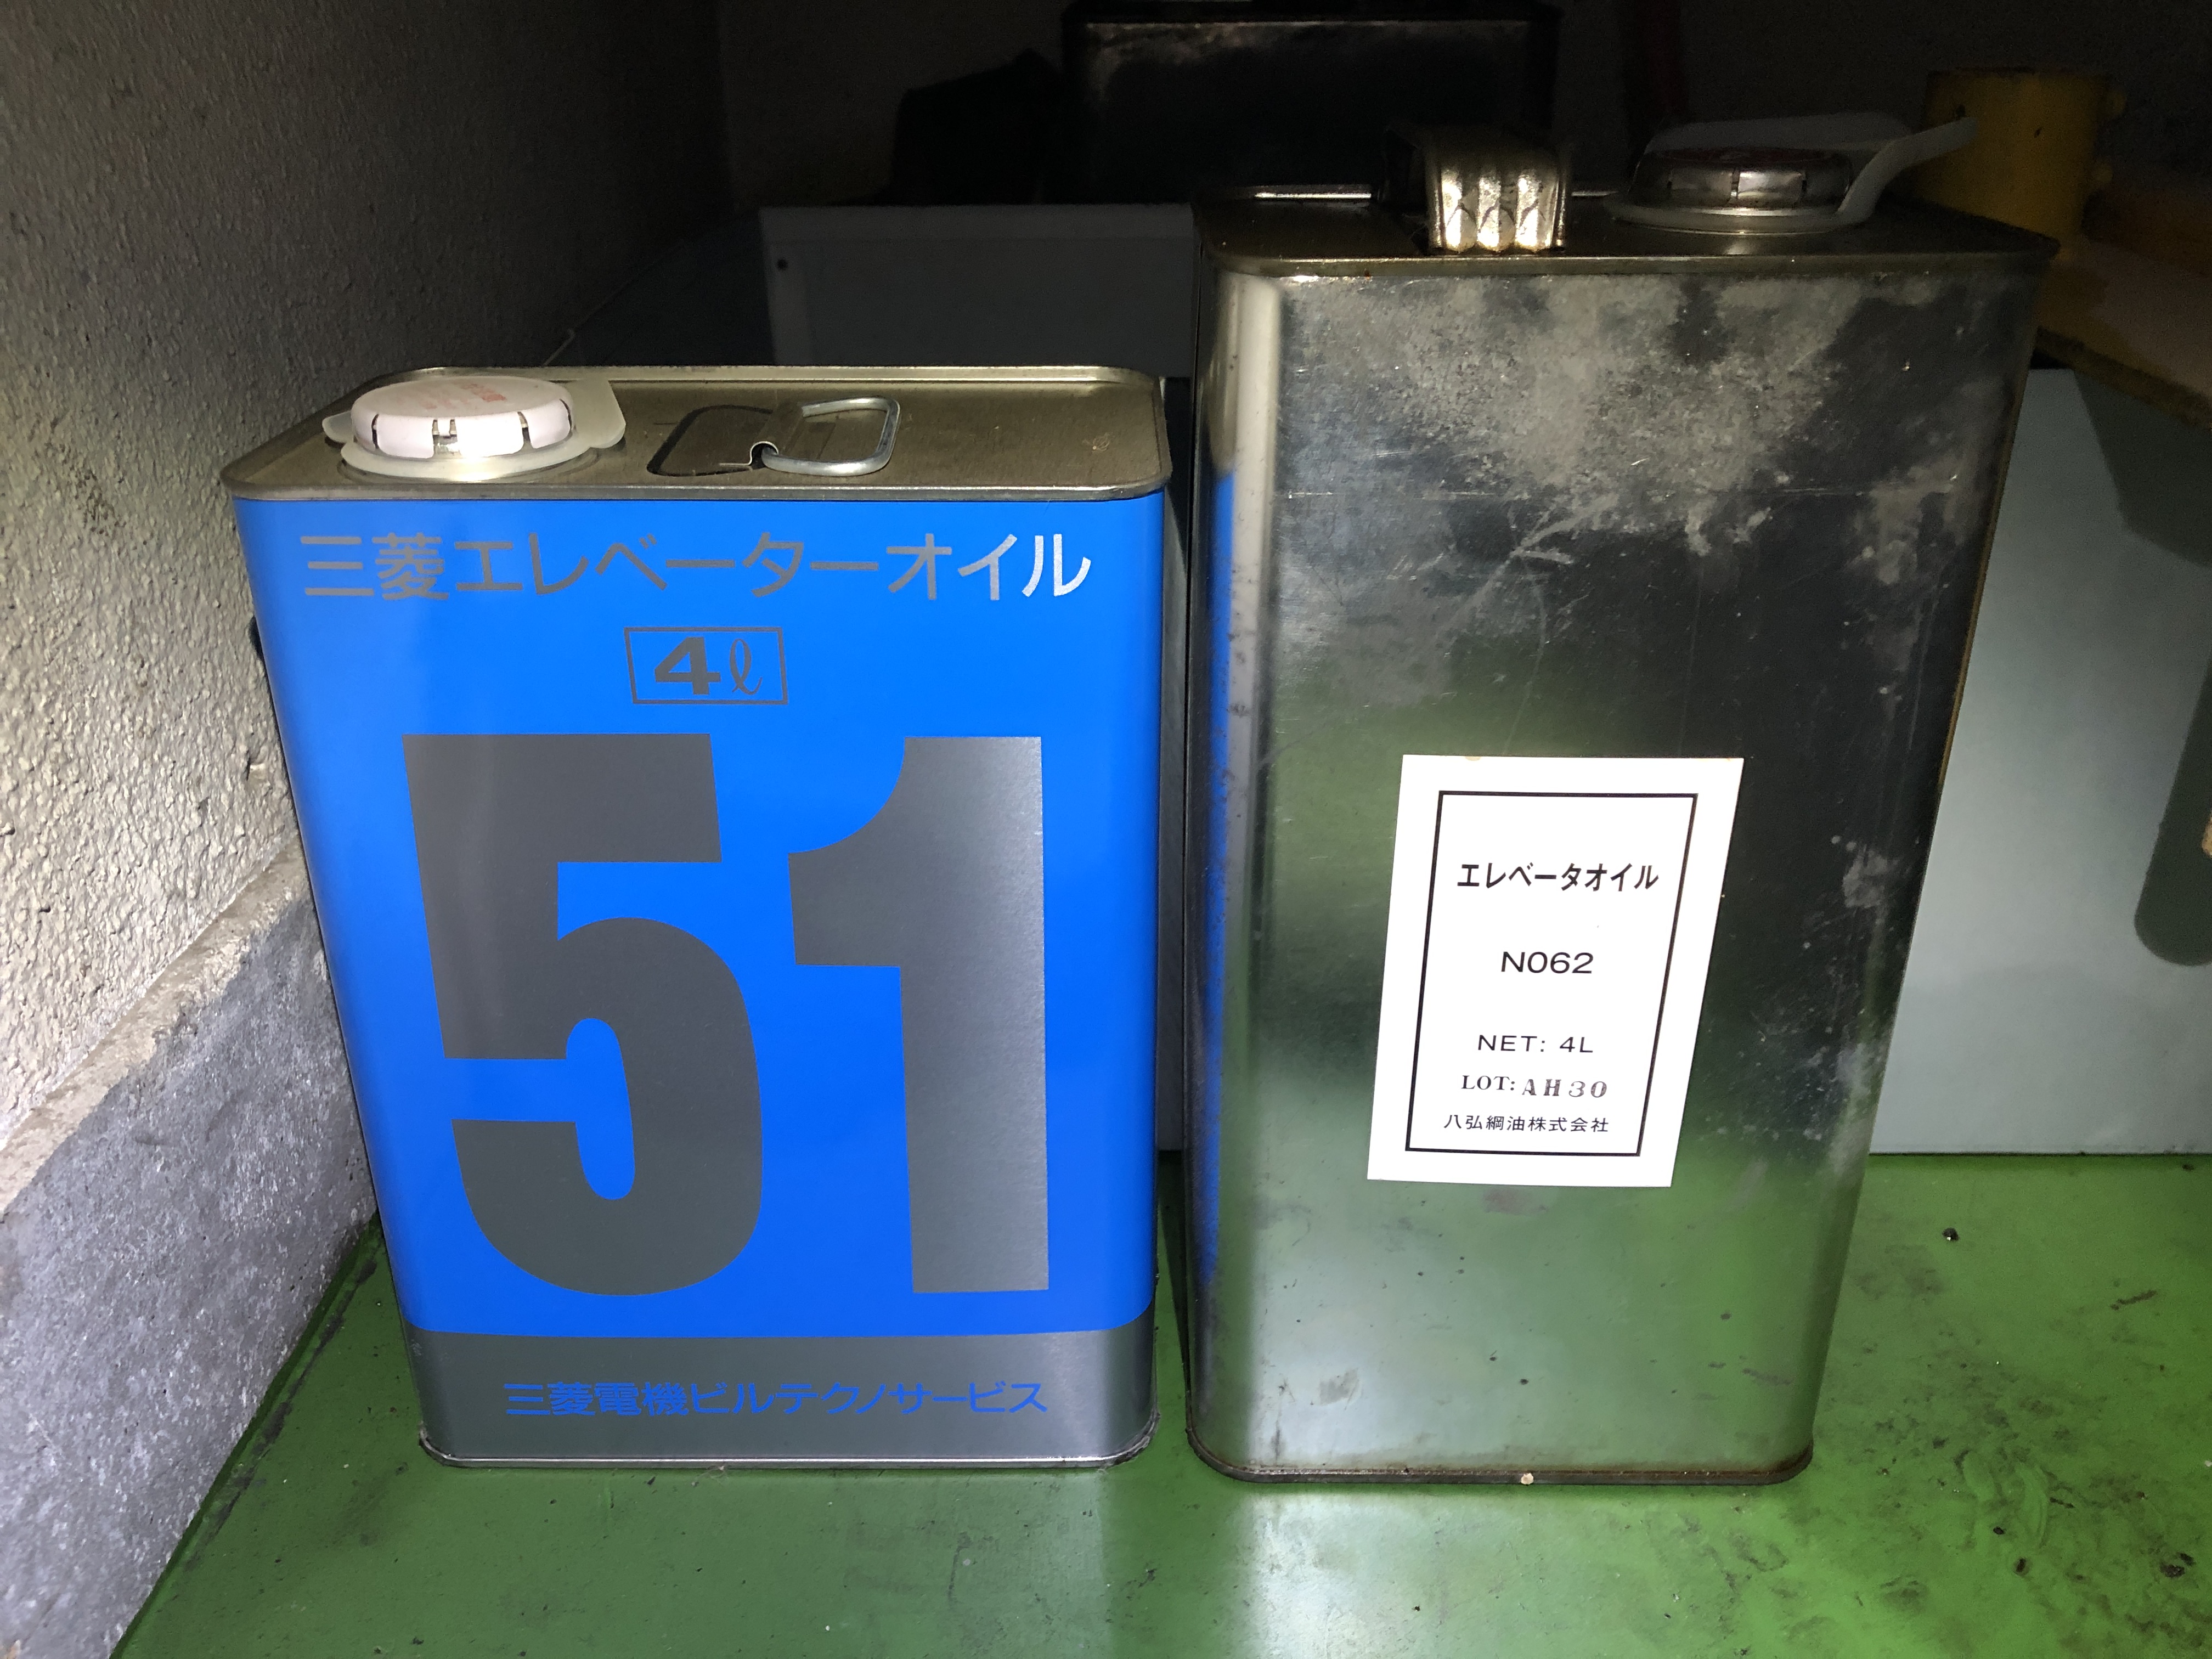 三菱エレベーターオイル
4ℓ
51
三菱電機ビルテクノサービス
エレベータオイル
NO62
NET: 4L
LOT: AH30
八弘綱油株式会社